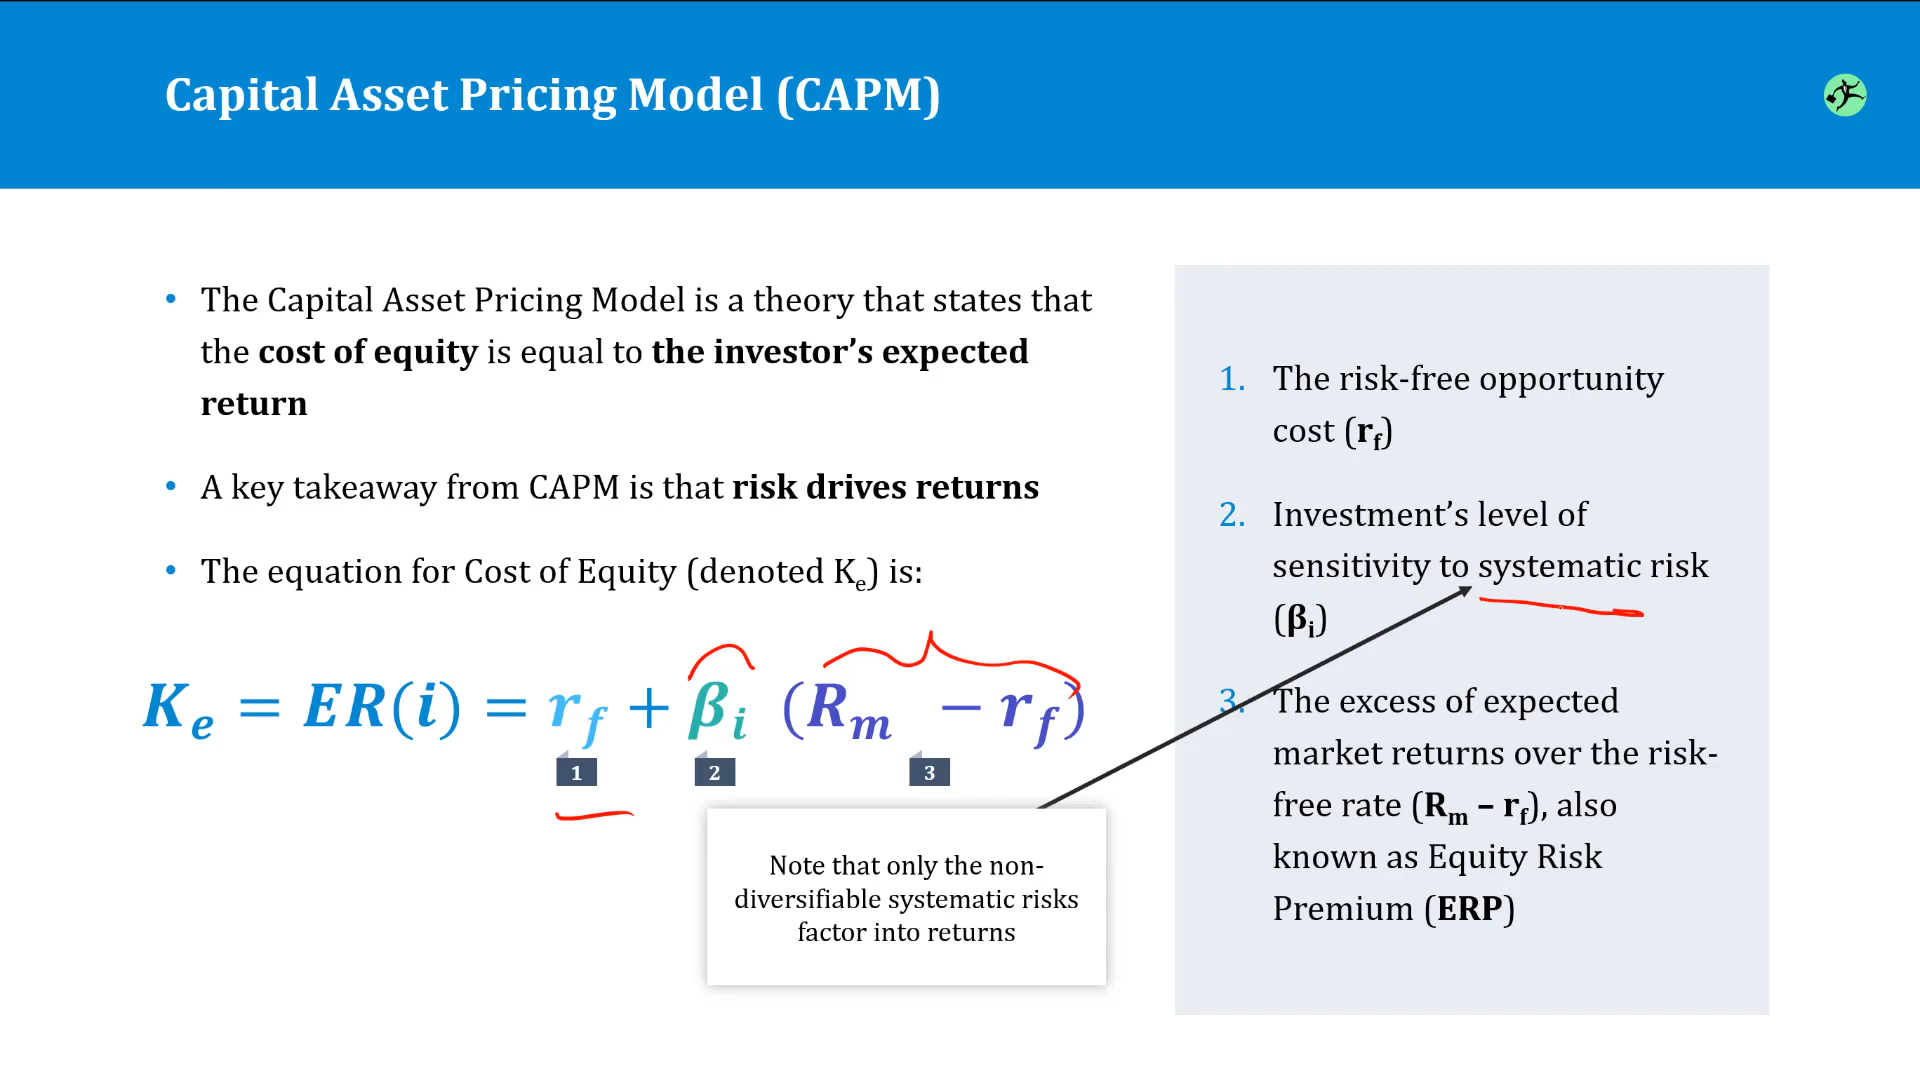 Capital Asset Pricing Model (CAPM)
• The Capital Asset Pricing Model is a theory that states that
the cost of equity is equal to the investor’s expected
return
• A key takeaway from CAPM is that risk drives returns
• The equation for Cost of Equity (denoted Kₑ) is:
Kₑ = ER(i) = r_f + βᵢ (Rₘ − r_f)
1 2 3
Note that only the non-
diversifiable systematic risks
factor into returns
1. The risk-free opportunity
cost (r_f)
2. Investment’s level of
sensitivity to systematic risk
(βᵢ)
3. The excess of expected
market returns over the risk-
free rate (Rₘ – r_f), also
known as Equity Risk
Premium (ERP)